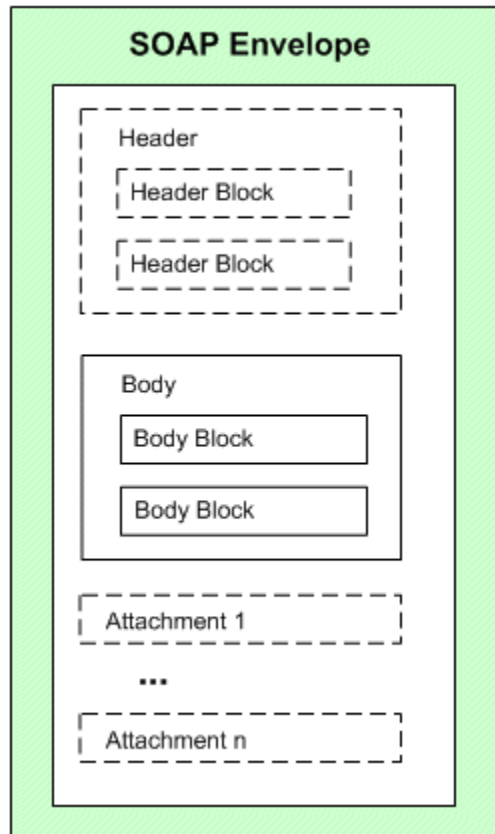 SOAP Envelope
Header
Header Block
Header Block
Body
Body Block
Body Block
Attachment 1
...
Attachment n